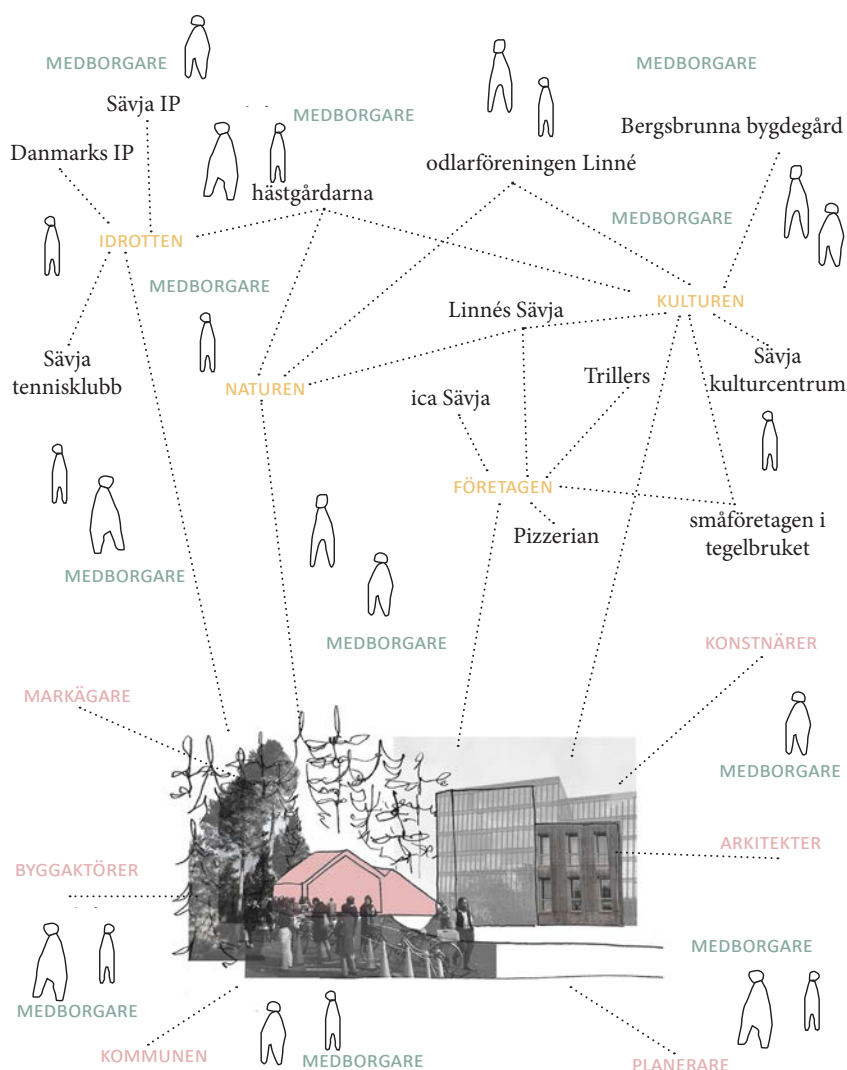 MEDBORGARE
MEDBORGARE
Sävja IP
MEDBORGARE
Bergsbrunna bygdegård
Danmarks IP
odlarföreningen Linné
hästgårdarna
MEDBORGARE
IDROTTEN
MEDBORGARE
KULTUREN
Linnés Sävja
Sävja
tennisklubb
Sävja
kulturcentrum
Trillers
NATUREN
ica Sävja
FÖRETAGEN
småföretagen i
tegelbruket
Pizzerian
MEDBORGARE
MEDBORGARE
KONSTNÄRER
MARKÄGARE
MEDBORGARE
ARKITEKTER
BYGGAKTÖRER
MEDBORGARE
MEDBORGARE
KOMMUNEN
MEDBORGARE
PLANERARE